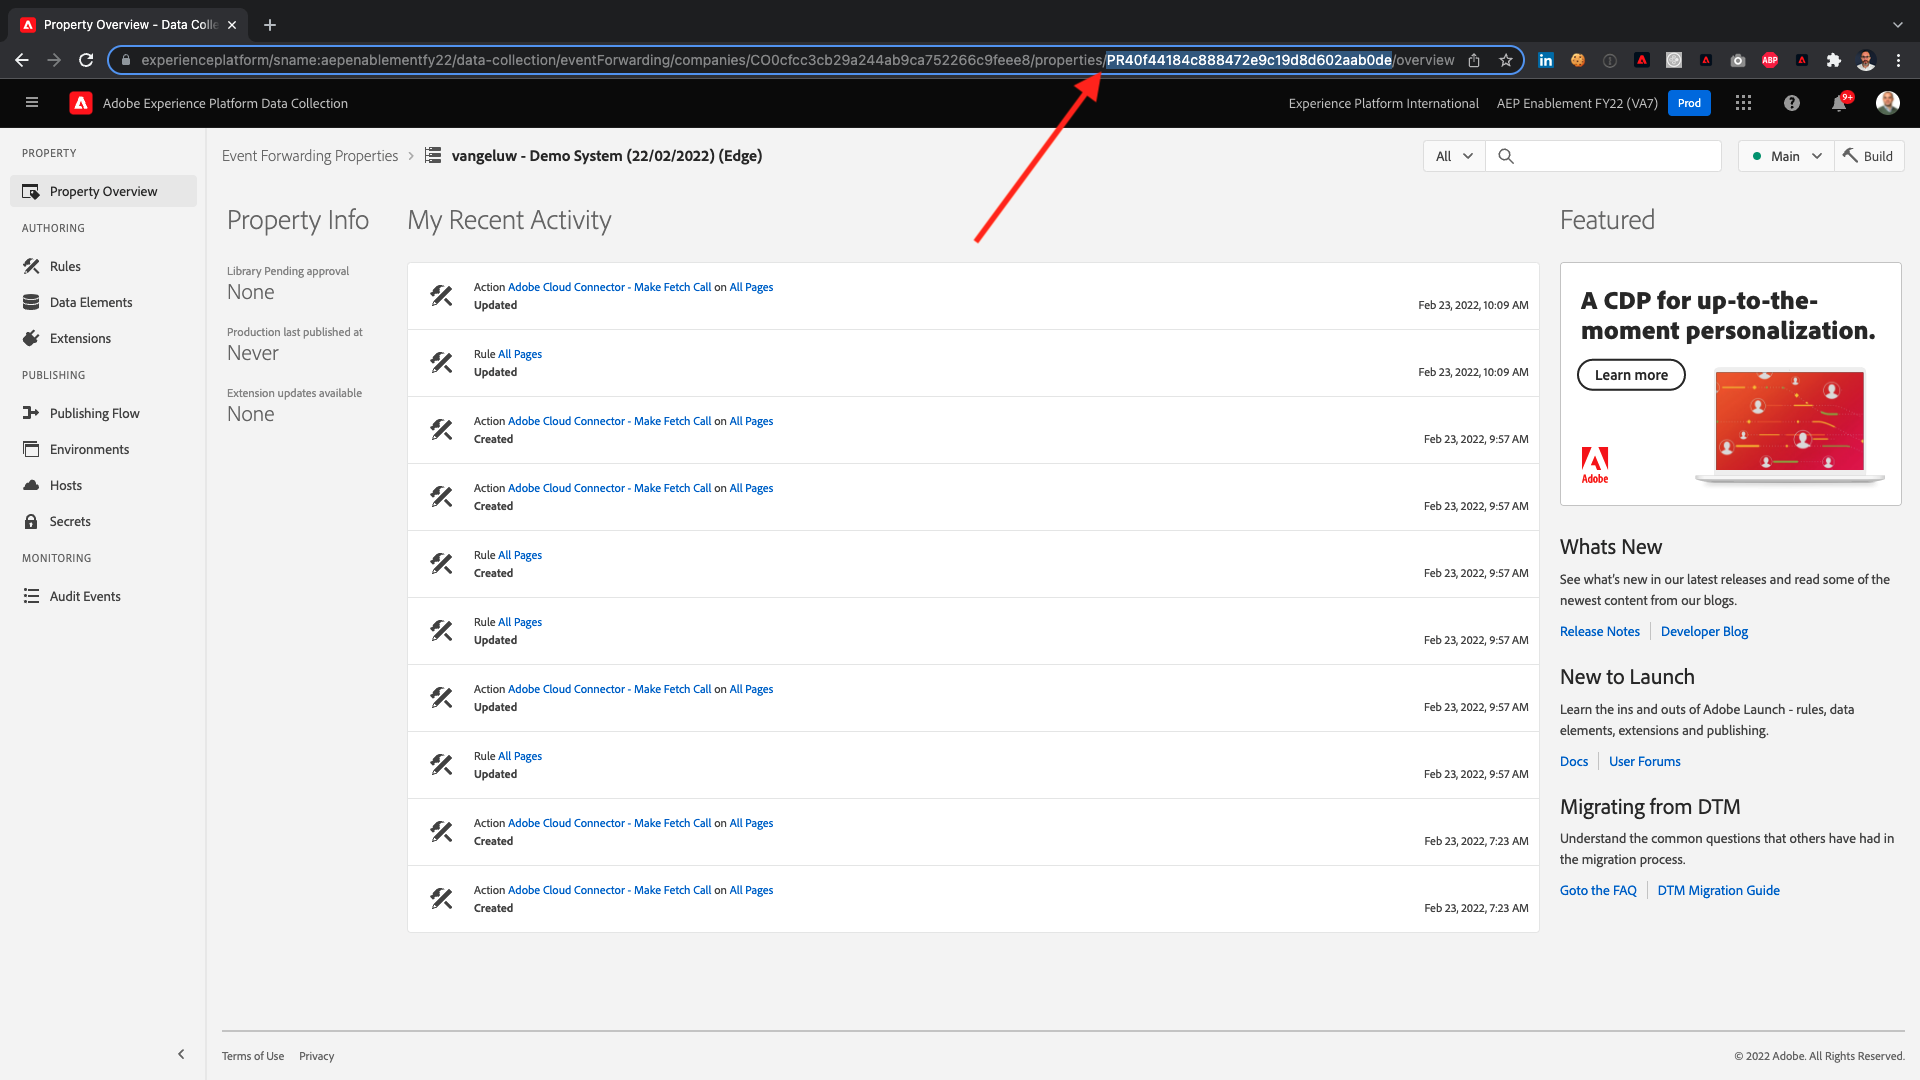 Property Overview - Data Colle
experienceplatform/sname:aepenablementfy22/data-collection/eventForwarding/companies/CO0cfcc3cb29a244ab9ca752266c9feee8/properties/PR40f44184c888472e9c19d8d602aab0de/overview
in
ABP
Adobe Experience Platform Data Collection
Experience Platform International
AEP Enablement FY22 (VA7)
Prod
9+
PROPERTY
Property Overview
AUTHORING
Rules
Data Elements
Extensions
PUBLISHING
Publishing Flow
Environments
Hosts
Secrets
MONITORING
Audit Events
Event Forwarding Properties
vangeluw - Demo System (22/02/2022) (Edge)
All
Main
Build
Property Info
Library Pending approval
None
Production last published at
Never
Extension updates available
None
My Recent Activity
Action Adobe Cloud Connector - Make Fetch Call on All Pages
Updated
Feb 23, 2022, 10:09 AM
Rule All Pages
Updated
Feb 23, 2022, 10:09 AM
Action Adobe Cloud Connector - Make Fetch Call on All Pages
Created
Feb 23, 2022, 9:57 AM
Action Adobe Cloud Connector - Make Fetch Call on All Pages
Created
Feb 23, 2022, 9:57 AM
Rule All Pages
Created
Feb 23, 2022, 9:57 AM
Rule All Pages
Updated
Feb 23, 2022, 9:57 AM
Action Adobe Cloud Connector - Make Fetch Call on All Pages
Updated
Feb 23, 2022, 9:57 AM
Rule All Pages
Updated
Feb 23, 2022, 9:57 AM
Action Adobe Cloud Connector - Make Fetch Call on All Pages
Created
Feb 23, 2022, 7:23 AM
Action Adobe Cloud Connector - Make Fetch Call on All Pages
Created
Feb 23, 2022, 7:23 AM
Featured
A CDP for up-to-the-
moment personalization.
Learn more
Adobe
Whats New
See what's new in our latest releases and read some of the
newest content from our blogs.
Release Notes
Developer Blog
New to Launch
Learn the ins and outs of Adobe Launch - rules, data
elements, extensions and publishing.
Docs
User Forums
Migrating from DTM
Understand the common questions that others have had in
the migration process.
Goto the FAQ
DTM Migration Guide
Terms of Use
Privacy
© 2022 Adobe. All Rights Reserved.